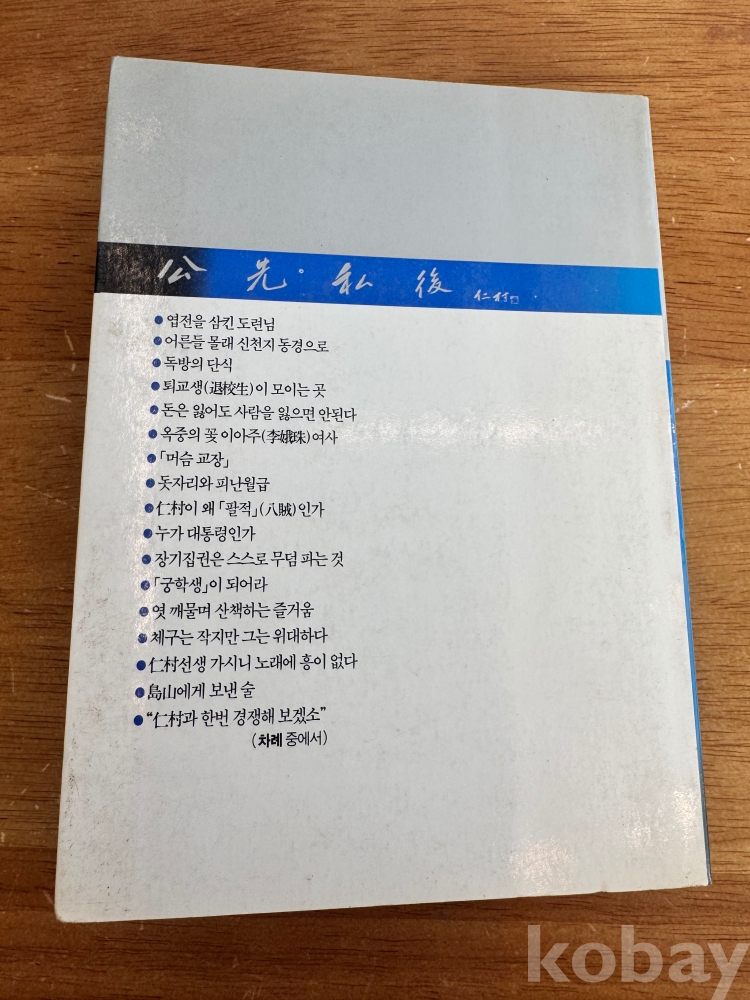 公先·私後 仁村
● 엽전을 삼킨 도련님
● 어른들 몰래 신천지 동경으로
● 독방의 단식
● 퇴교생(退校生)이 모이는 곳
● 돈은 잃어도 사람을 잃으면 안된다
● 옥중의 꽃 이아주(李娥珠)여사
● 「머슴 교장」
● 돗자리와 피난월급
● 仁村이 왜 「팔적」(八賊)인가
● 누가 대통령인가
● 장기집권은 스스로 무덤 파는 것
● 「궁학생」이 되어라
● 엿 깨물며 산책하는 즐거움
● 체구는 작지만 그는 위대하다
● 仁村선생 가시니 노래에 흥이 없다
● 島山에게 보낸 술
● “仁村과 한번 경쟁해 보겠소”
(차례 중에서)
kobay